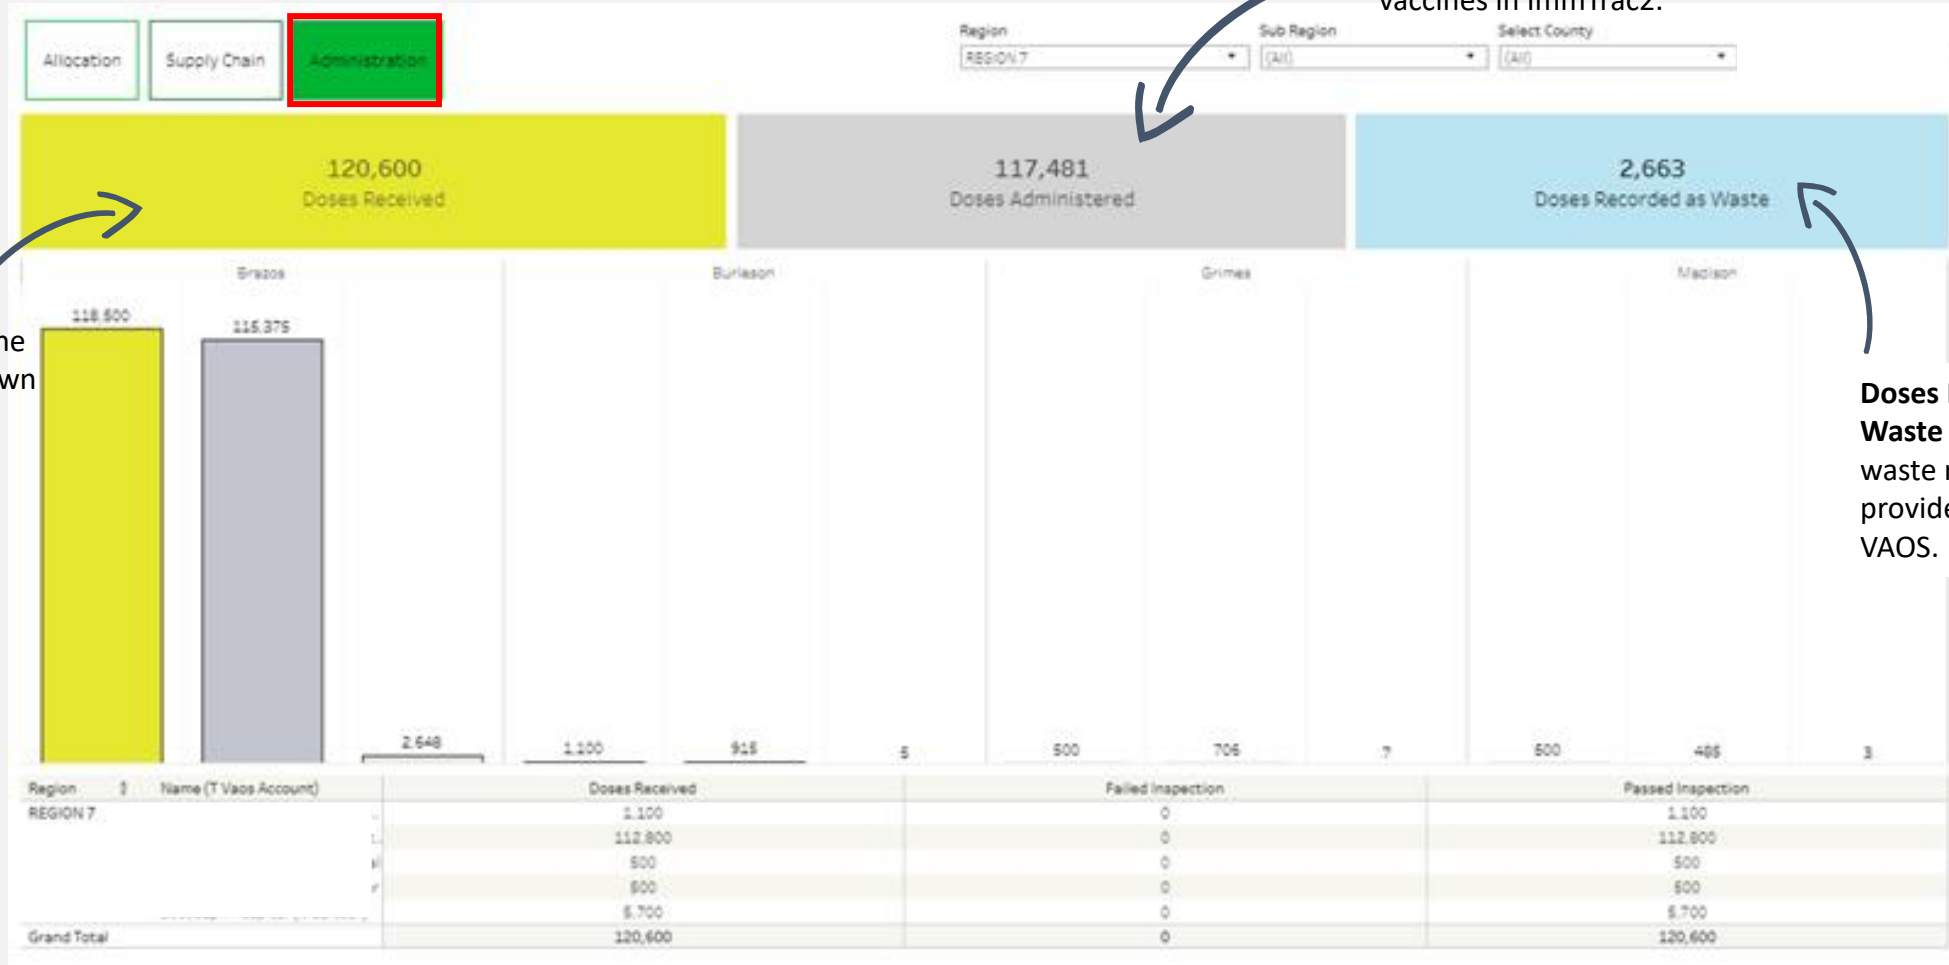 vaccines in ImmTrac2.
Region
Sub Region
Select County
Allocation
Supply Chain
Administration
REGION 7
(All)
(All)
120,600
Doses Received
117,481
Doses Administered
2,663
Doses Recorded as Waste
Brazos
Burleson
Grimes
Madison
118,500
115,375
2,648
1,100
915
5
500
705
7
500
485
3
Doses
Waste
waste
VAOS.
Region
Name (T Vaos Account)
Doses Received
Failed Inspection
Passed Inspection
REGION 7
1,100
0
1,100
112,800
0
112,800
500
0
500
500
0
500
5,700
0
5,700
Grand Total
120,600
0
120,600